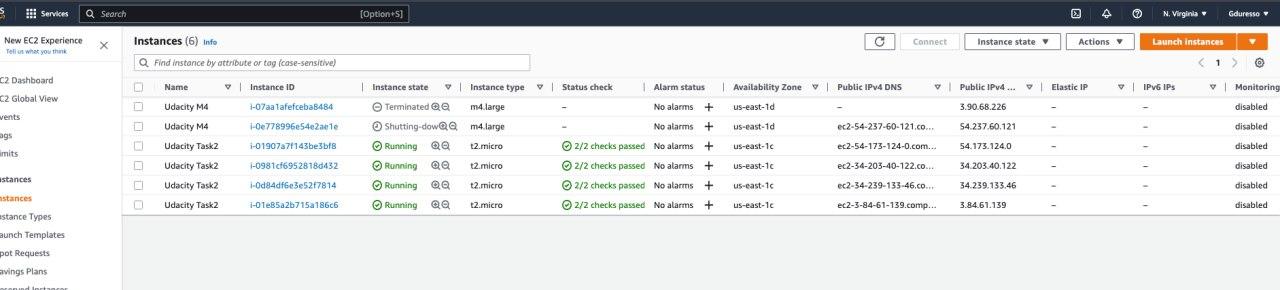 Services Search [Option+S] N. Virginia Gduresso
New EC2 Experience
Tell us what you think
C2 Dashboard
C2 Global View
vents
ags
imits
nstances
nstances
nstance Types
aunch Templates
pot Requests
avings Plans
eserved Instances
Instances (6) Info Connect Instance state Actions Launch instances
Find instance by attribute or tag (case-sensitive) 1
Name Instance ID Instance state Instance type Status check Alarm status Availability Zone Public IPv4 DNS Public IPv4 ... Elastic IP IPv6 IPs Monitoring
Udacity M4 i-07aa1afefceba8484 Terminated m4.large – No alarms + us-east-1d – 3.90.68.226 – – disabled
Udacity M4 i-0e778996e54e2ae1e Shutting-dow m4.large – No alarms + us-east-1d ec2-54-237-60-121.co... 54.237.60.121 – – disabled
Udacity Task2 i-01907a7f143be3bf8 Running t2.micro 2/2 checks passed No alarms + us-east-1c ec2-54-173-124-0.com... 54.173.124.0 – – disabled
Udacity Task2 i-0981cf6952818d432 Running t2.micro 2/2 checks passed No alarms + us-east-1c ec2-34-203-40-122.co... 34.203.40.122 – – disabled
Udacity Task2 i-0d84df6e3e52f7814 Running t2.micro 2/2 checks passed No alarms + us-east-1c ec2-34-239-133-46.co... 34.239.133.46 – – disabled
Udacity Task2 i-01e85a2b715a186c6 Running t2.micro 2/2 checks passed No alarms + us-east-1c ec2-3-84-61-139.comp... 3.84.61.139 – – disabled